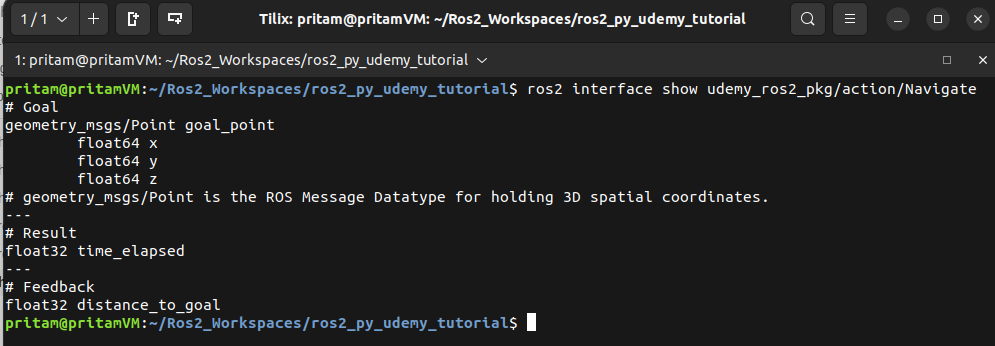 1 / 1
Tilix: pritam@pritamVM: ~/Ros2_Workspaces/ros2_py_udemy_tutorial
1: pritam@pritamVM: ~/Ros2_Workspaces/ros2_py_udemy_tutorial
pritam@pritamVM:~/Ros2_Workspaces/ros2_py_udemy_tutorial$ ros2 interface show udemy_ros2_pkg/action/Navigate
# Goal
geometry_msgs/Point goal_point
        float64 x
        float64 y
        float64 z
# geometry_msgs/Point is the ROS Message Datatype for holding 3D spatial coordinates.
---
# Result
float32 time_elapsed
---
# Feedback
float32 distance_to_goal
pritam@pritamVM:~/Ros2_Workspaces/ros2_py_udemy_tutorial$